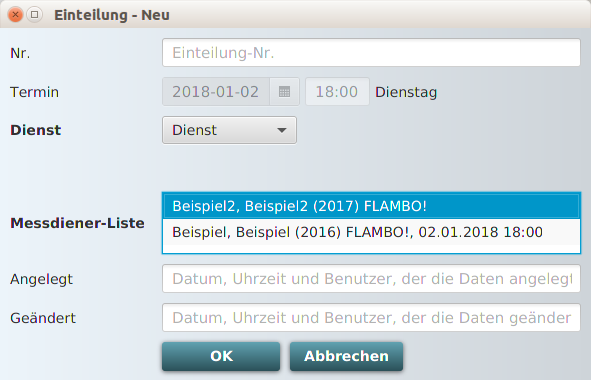 Einteilung - Neu
Nr. Einteilung-Nr.
Termin 2018-01-02 18:00 Dienstag
Dienst Dienst
Beispiel2, Beispiel2 (2017) FLAMBO!
Messdiener-Liste
Beispiel, Beispiel (2016) FLAMBO!, 02.01.2018 18:00
Angelegt Datum, Uhrzeit und Benutzer, der die Daten angelegt
Geändert Datum, Uhrzeit und Benutzer, der die Daten geänder
OK Abbrechen